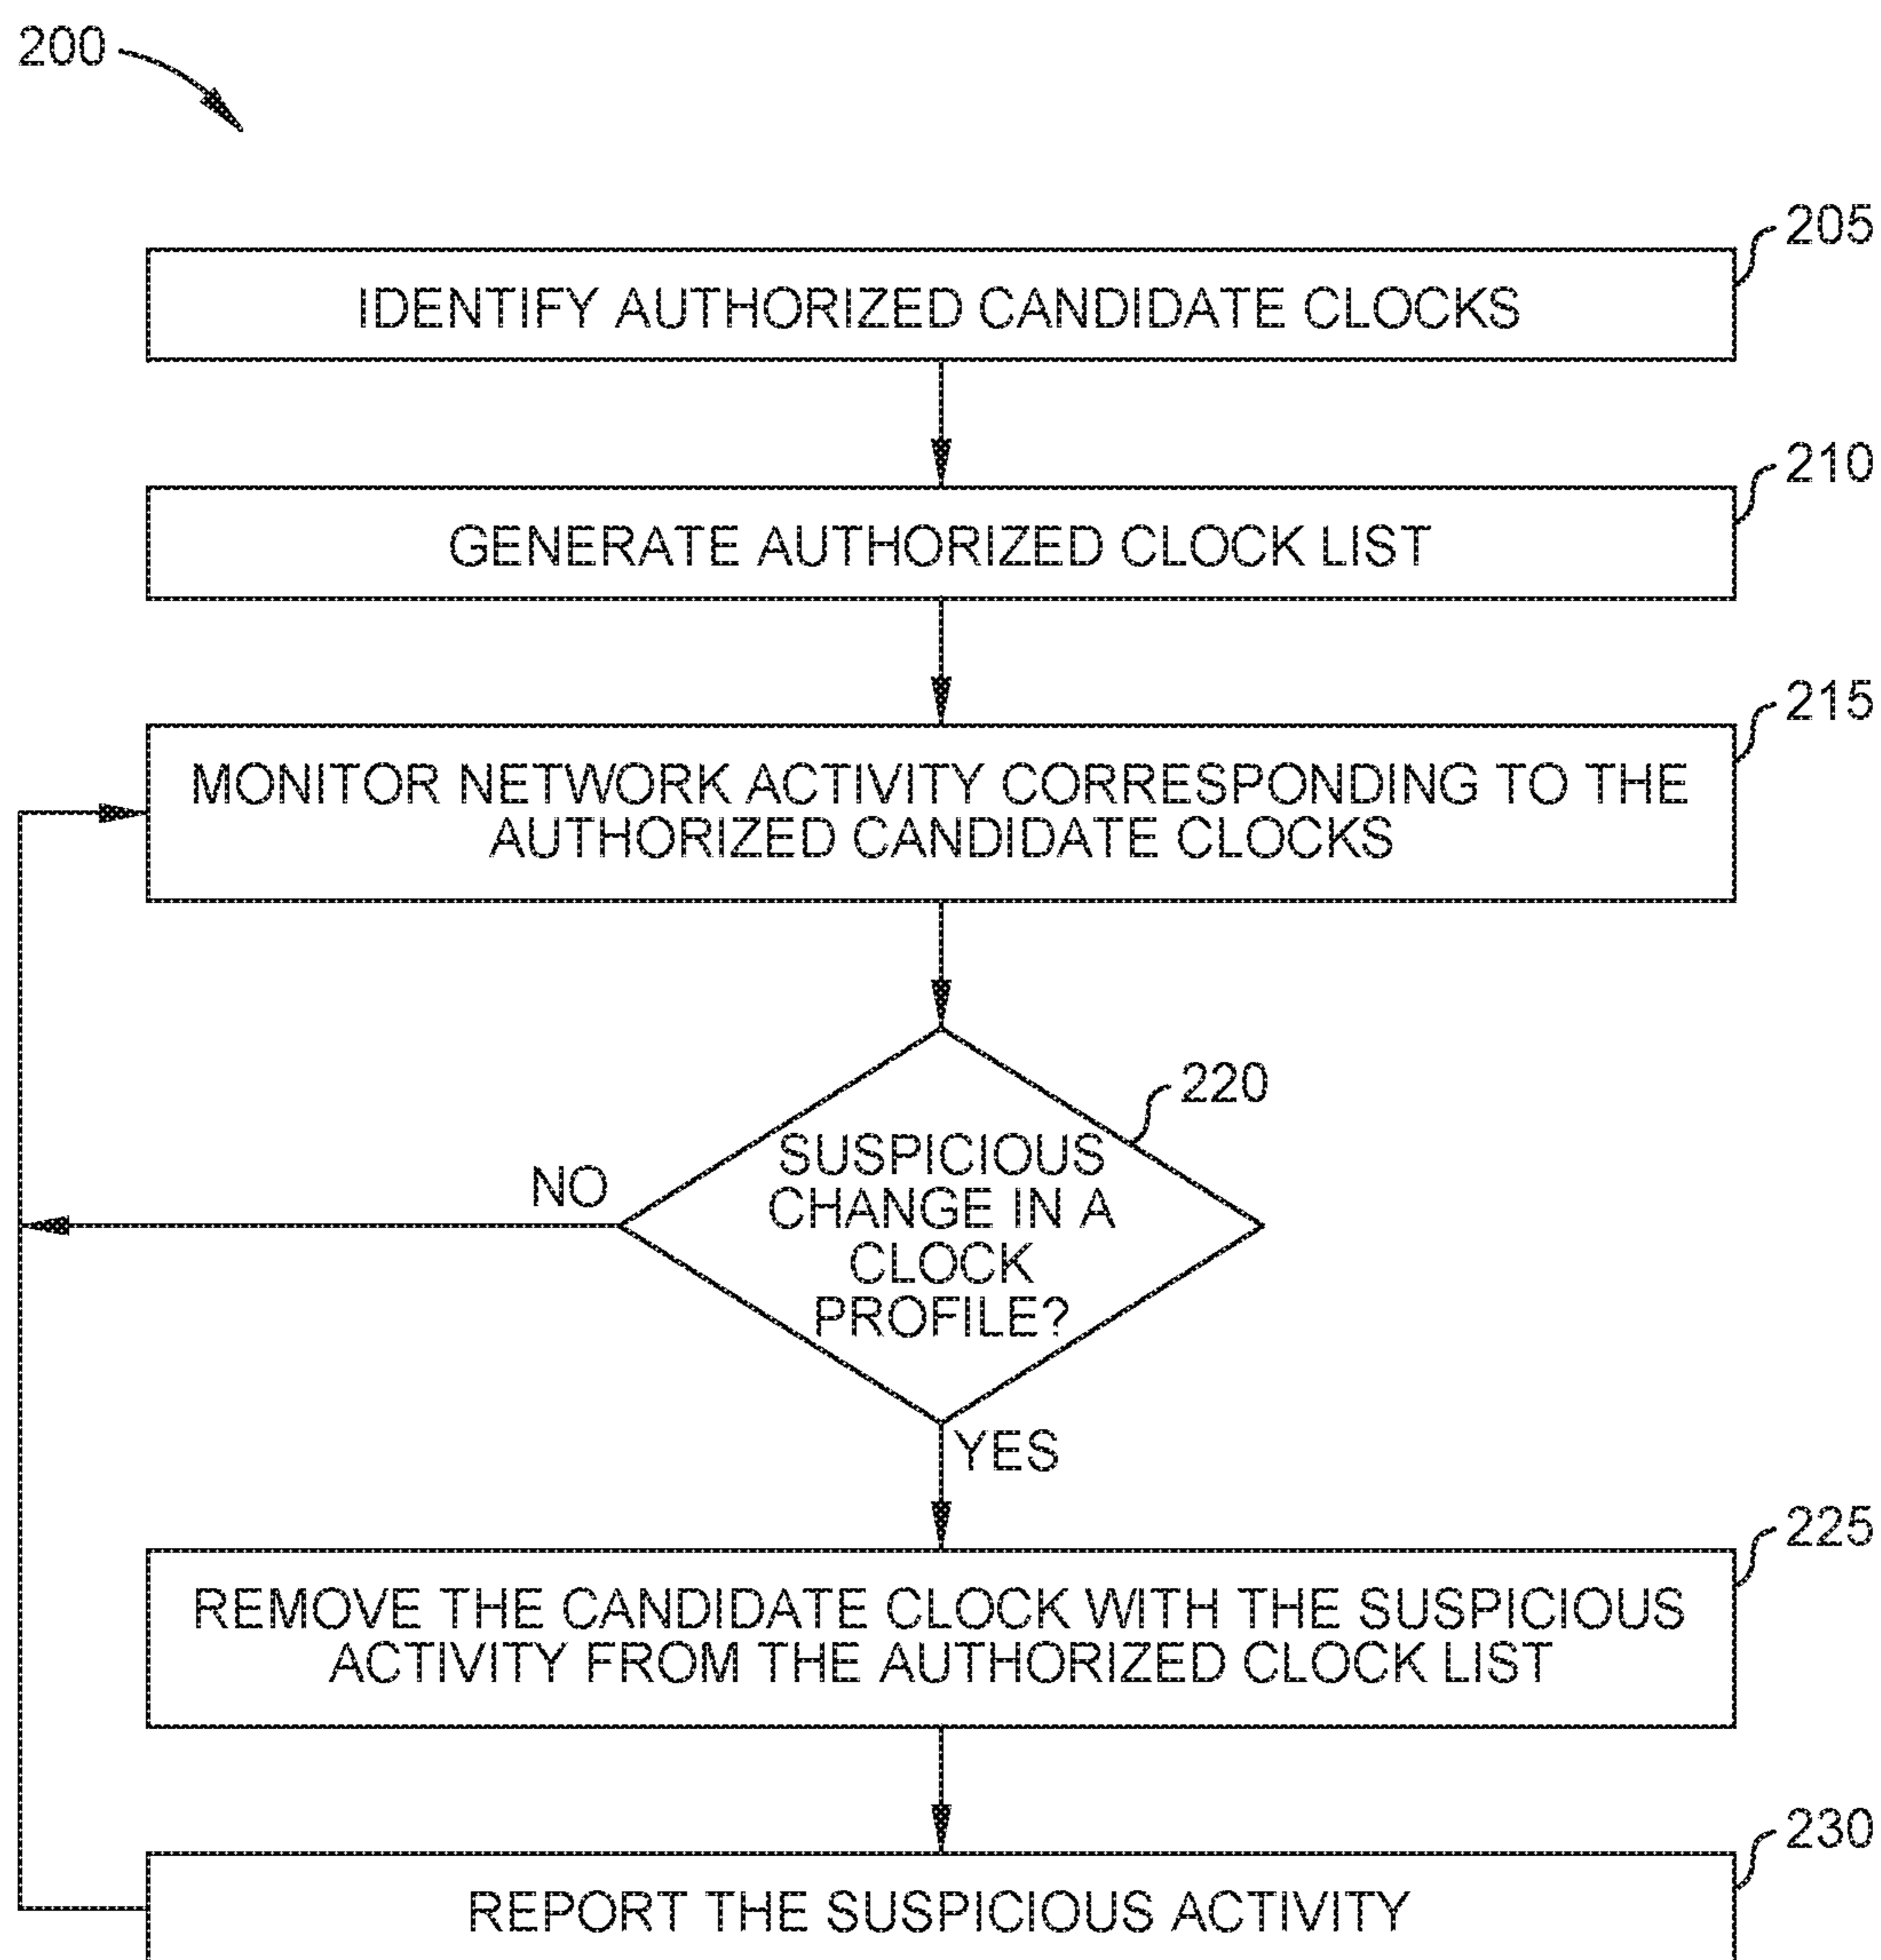 200
205
IDENTIFY AUTHORIZED CANDIDATE CLOCKS
210
GENERATE AUTHORIZED CLOCK LIST
215
MONITOR NETWORK ACTIVITY CORRESPONDING TO THE
AUTHORIZED CANDIDATE CLOCKS
220
SUSPICIOUS
CHANGE IN A
CLOCK
PROFILE?
NO
YES
225
REMOVE THE CANDIDATE CLOCK WITH THE SUSPICIOUS
ACTIVITY FROM THE AUTHORIZED CLOCK LIST
230
REPORT THE SUSPICIOUS ACTIVITY